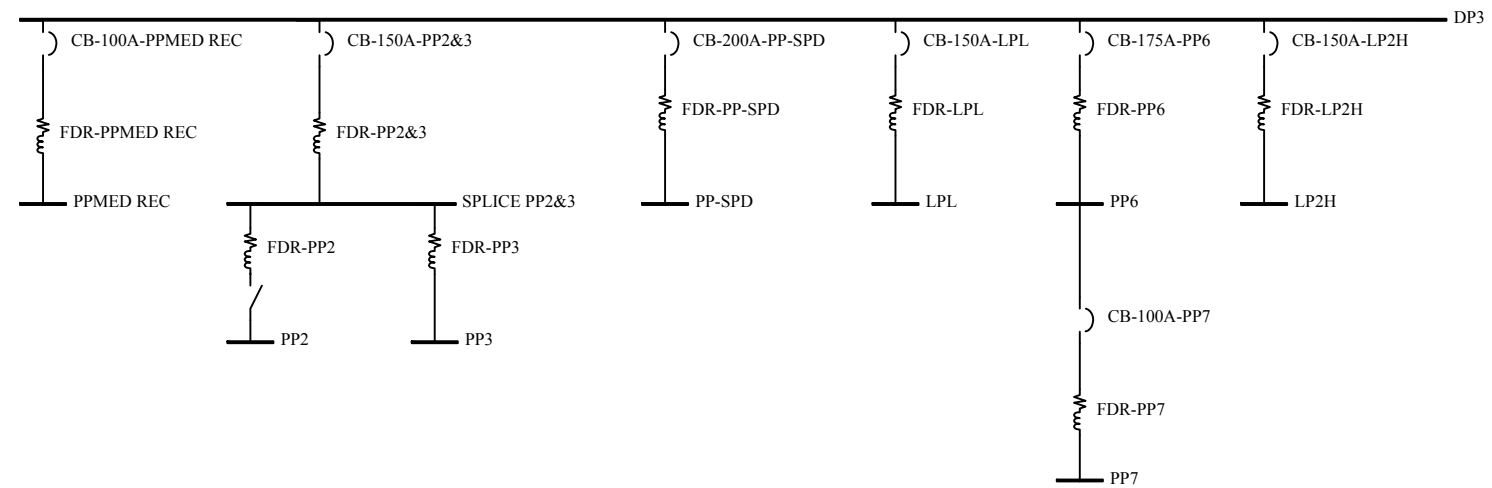 DP3
CB-100A-PPMED REC
CB-150A-PP2&3
CB-200A-PP-SPD
CB-150A-LPL
CB-175A-PP6
CB-150A-LP2H
FDR-PP-SPD
FDR-LPL
FDR-PP6
FDR-LP2H
FDR-PPMED REC
FDR-PP2&3
PPMED REC
SPLICE PP2&3
PP-SPD
LPL
PP6
LP2H
FDR-PP2
FDR-PP3
CB-100A-PP7
PP2
PP3
FDR-PP7
PP7